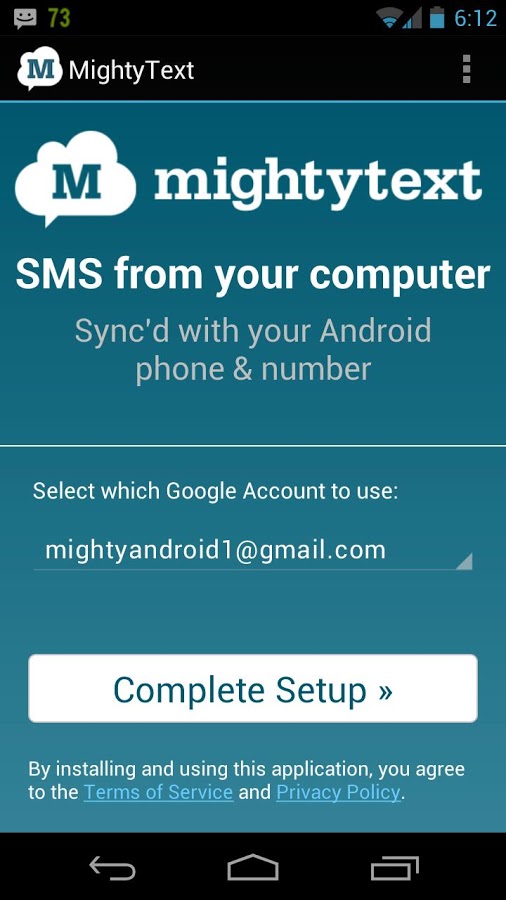 73
6:12
M MightyText
M mightytext
SMS from your computer
Sync'd with your Android
phone & number
Select which Google Account to use:
mightyandroid1@gmail.com
Complete Setup »
By installing and using this application, you agree
to the Terms of Service and Privacy Policy.